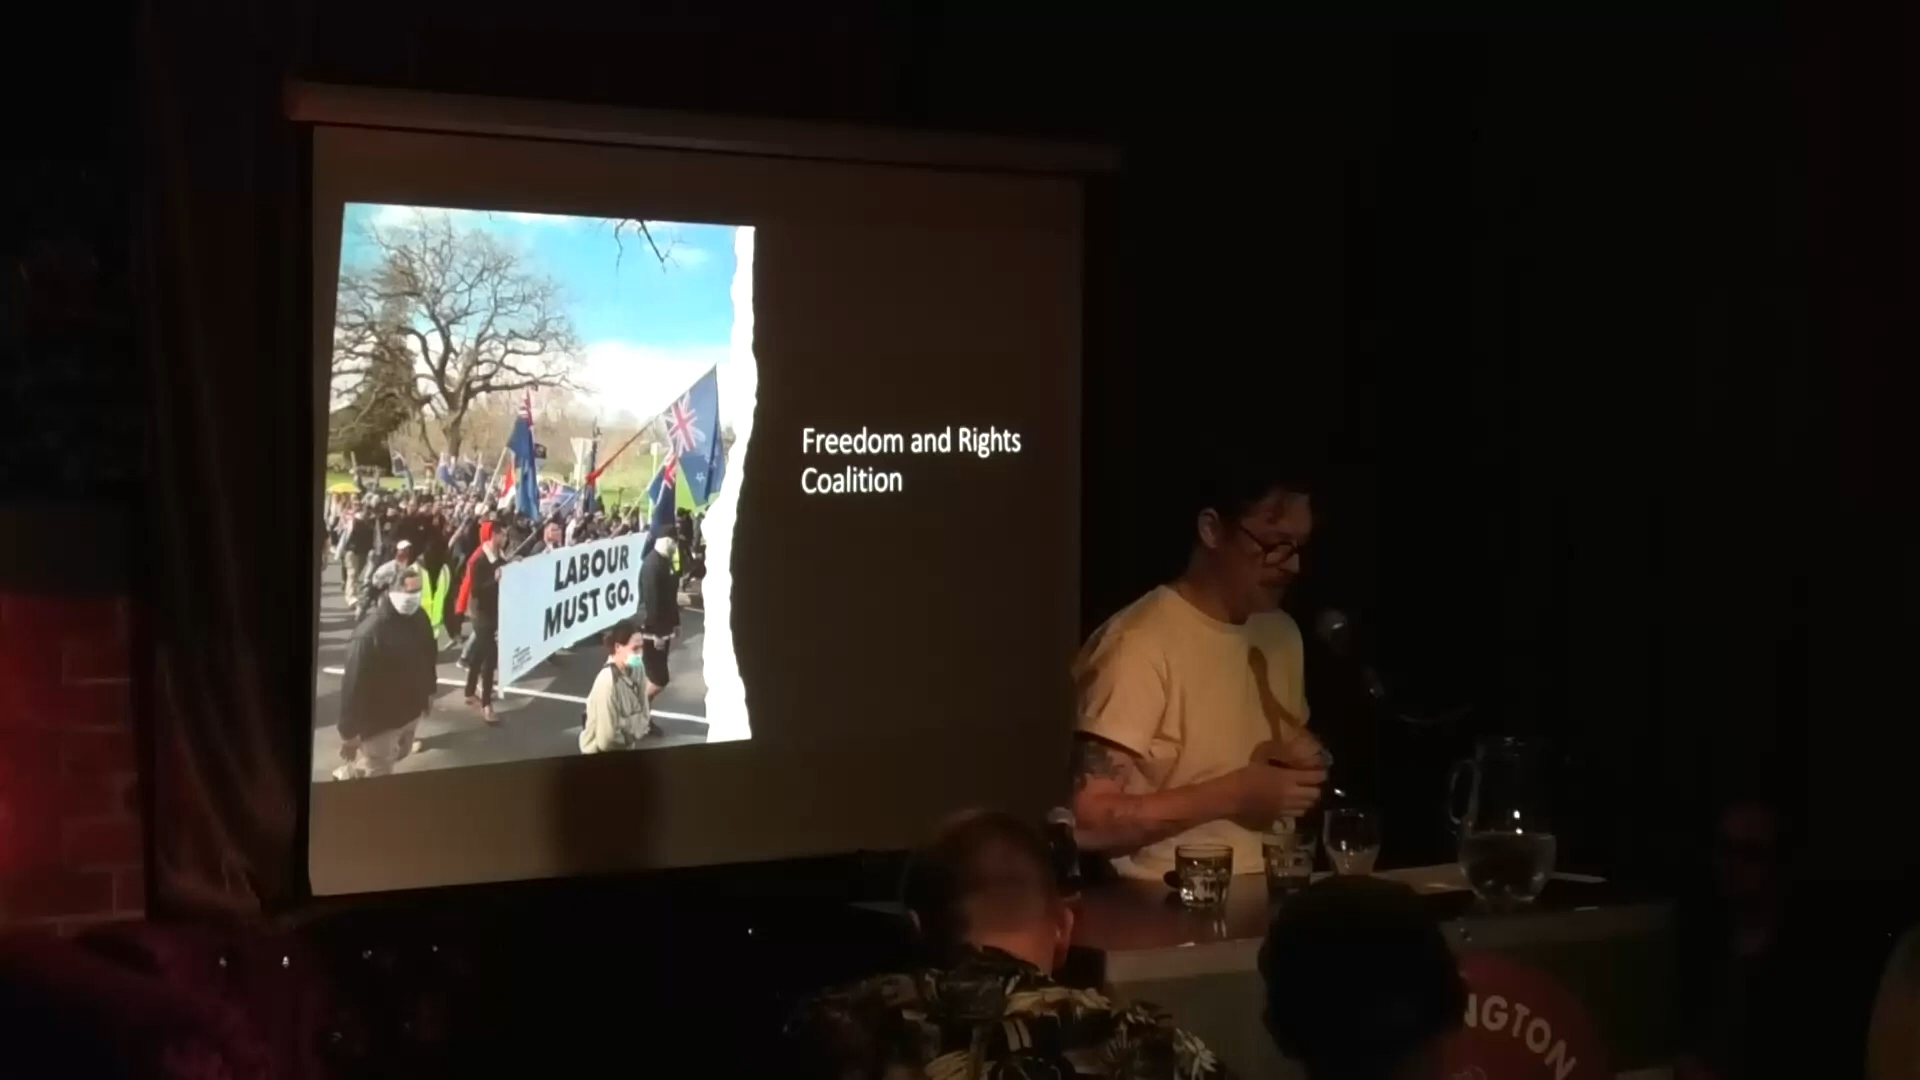 Freedom and Rights
Coalition
LABOUR
MUST GO.
NGTON